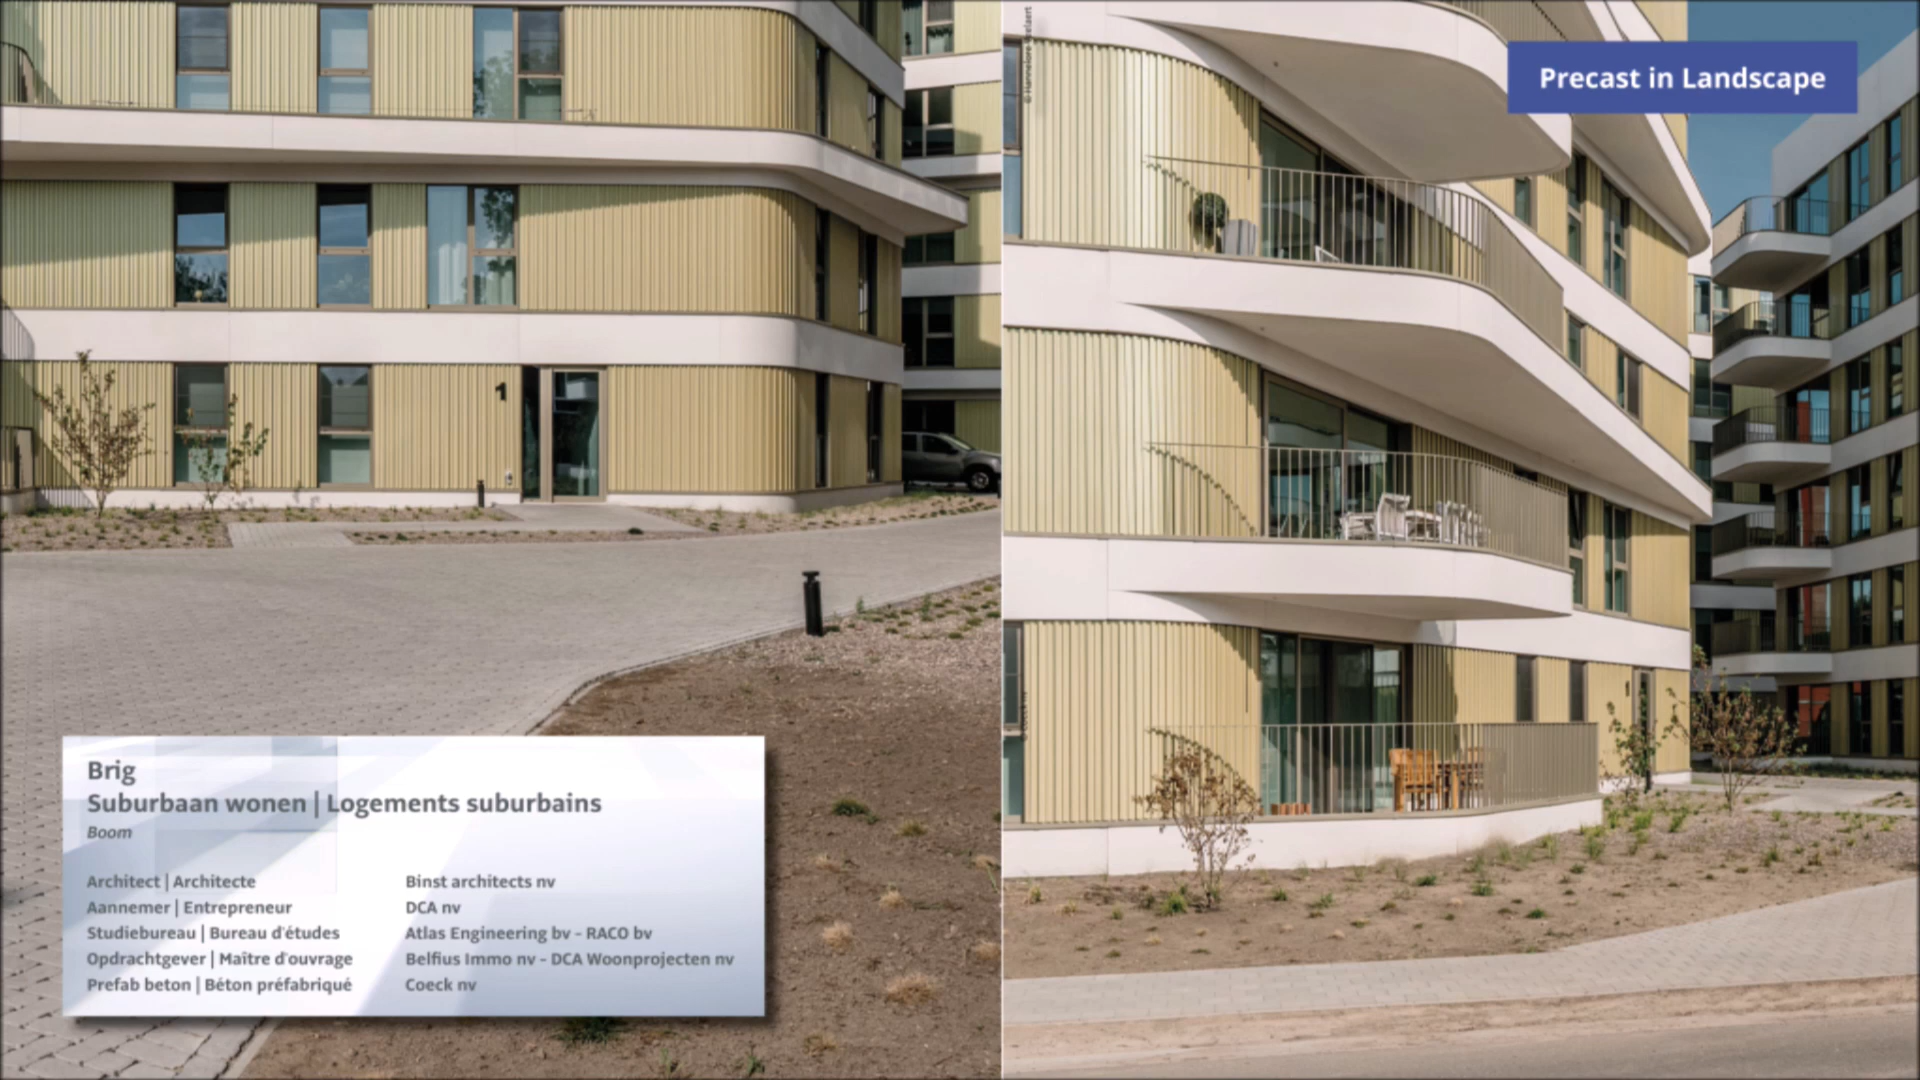 Precast in Landscape
1
1
Brig
Suburbaan wonen | Logements suburbains
Boom
Architect | Architecte Binst architects nv
Aannemer | Entrepreneur DCA nv
Studiebureau | Bureau d'études Atlas Engineering bv - RACO bv
Opdrachtgever | Maître d'ouvrage Belfius Immo nv - DCA Woonprojecten nv
Prefab beton | Béton préfabriqué Coeck nv